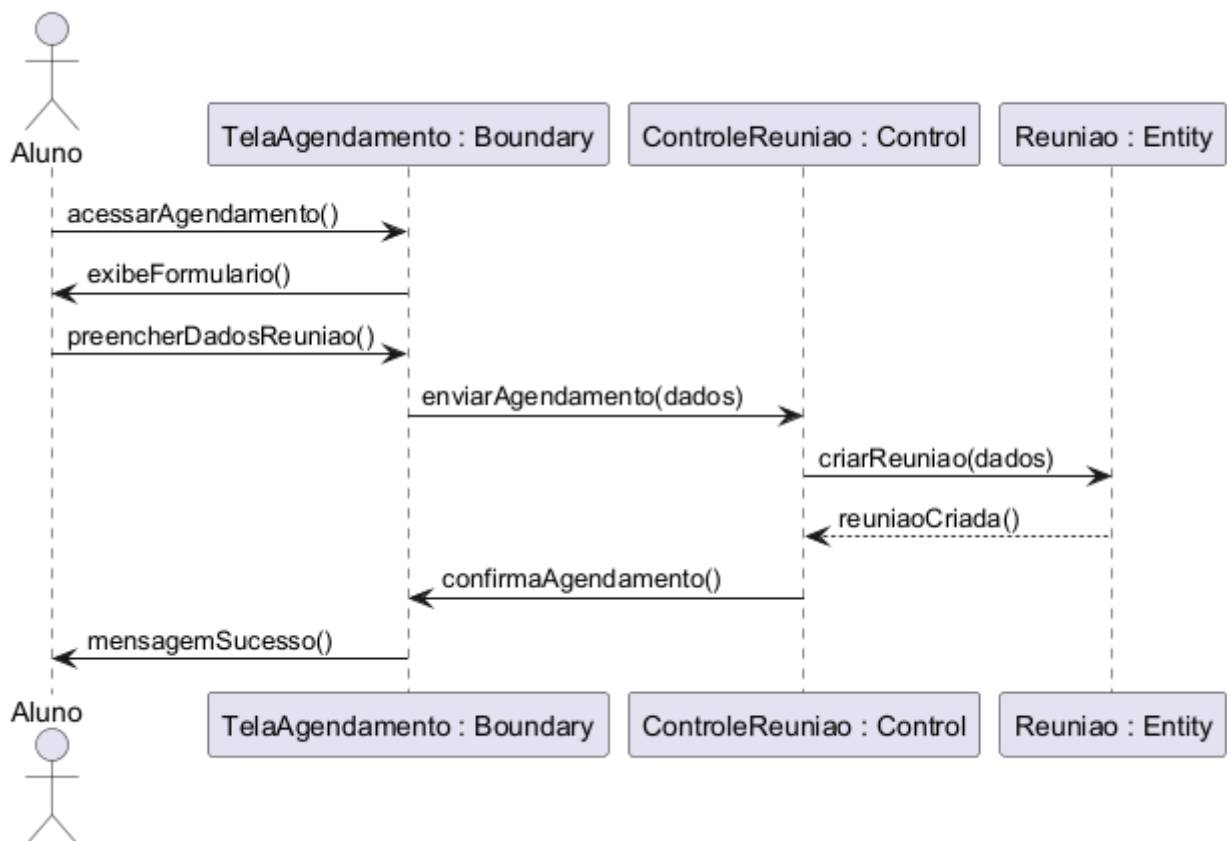 Aluno
TelaAgendamento : Boundary
ControleReuniao : Control
Reuniao : Entity
acessarAgendamento()
exibeFormulario()
preencherDadosReuniao()
enviarAgendamento(dados)
criarReuniao(dados)
reuniaoCriada()
confirmaAgendamento()
mensagemSucesso()
Aluno
TelaAgendamento : Boundary
ControleReuniao : Control
Reuniao : Entity